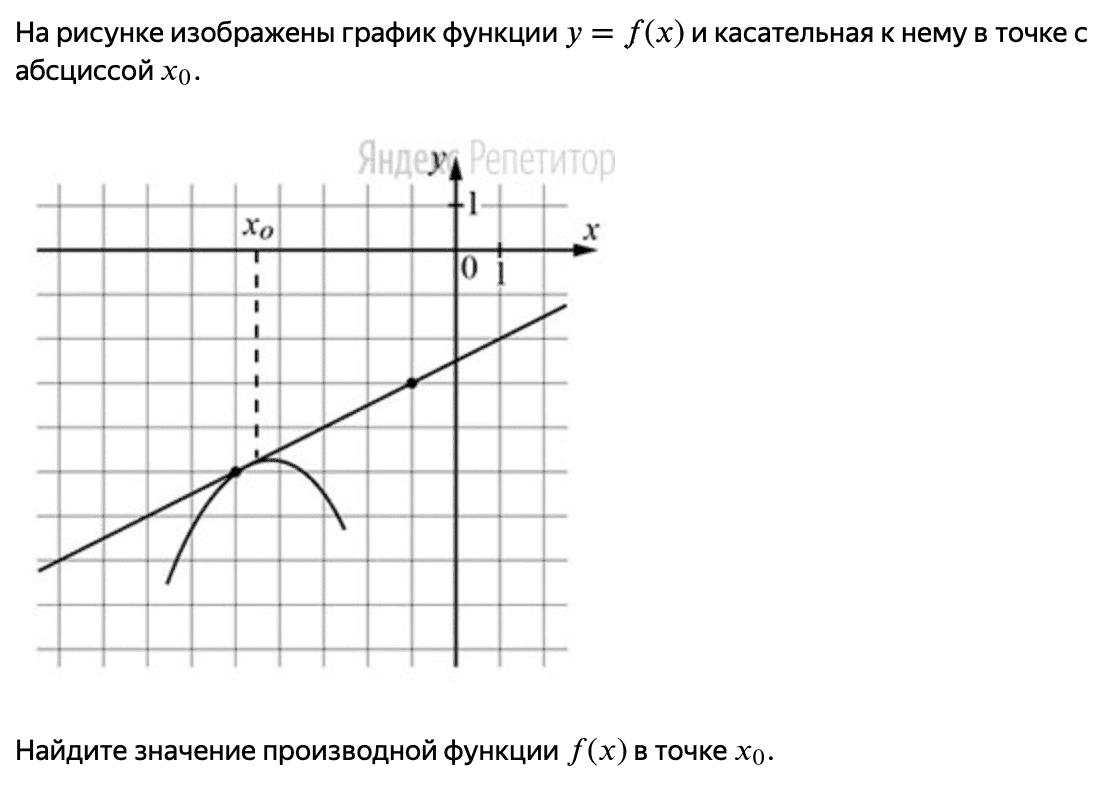 На рисунке изображены график функции y = f(x) и касательная к нему в точке с
абсциссой x₀.
Яндекс Репетитор
y
1
x₀
x
0 1
Найдите значение производной функции f(x) в точке x₀.